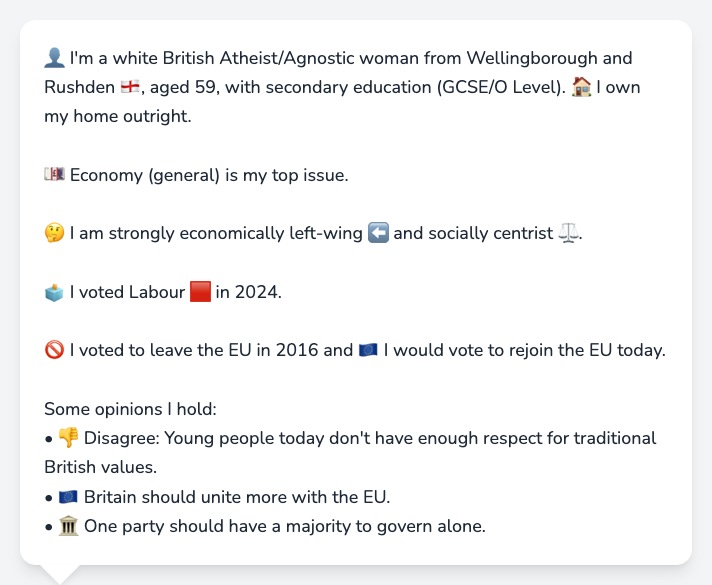 👤 I'm a white British Atheist/Agnostic woman from Wellingborough and
Rushden 🏴󠁧󠁢󠁥󠁮󠁧󠁿, aged 59, with secondary education (GCSE/O Level). 🏠 I own
my home outright.
💷 Economy (general) is my top issue.
🤔 I am strongly economically left-wing ⬅️ and socially centrist ⚖️.
🗳️ I voted Labour 🟥 in 2024.
🚫 I voted to leave the EU in 2016 and 🇪🇺 I would vote to rejoin the EU today.
Some opinions I hold:
• 👎 Disagree: Young people today don't have enough respect for traditional
British values.
• 🇪🇺 Britain should unite more with the EU.
• 🏛️ One party should have a majority to govern alone.